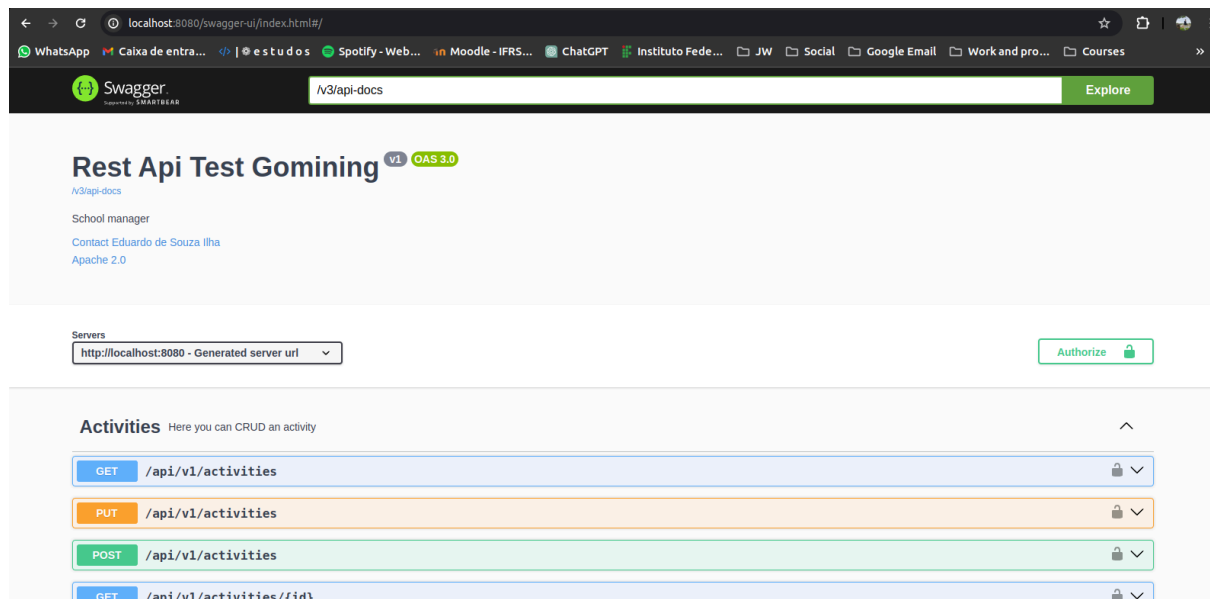 localhost:8080/swagger-ui/index.html#/
WhatsApp Caixa de entra... </> | e s t u d o s Spotify - Web... Moodle - IFRS... ChatGPT Instituto Fede... JW Social Google Email Work and pro... Courses »
{··} Swagger. /v3/api-docs Explore
Supported by SMARTBEAR
Rest Api Test Gomining v1 OAS 3.0
/v3/api-docs
School manager
Contact Eduardo de Souza Ilha
Apache 2.0
Servers
http://localhost:8080 - Generated server url Authorize
Activities Here you can CRUD an activity
GET /api/v1/activities
PUT /api/v1/activities
POST /api/v1/activities
GET /api/v1/activities/{id}